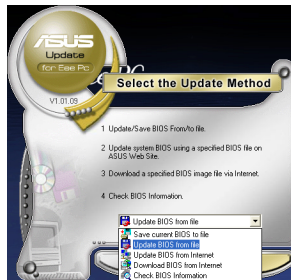 ASUS
Update
for Eee Pc
V1.01.09
Select the Update Method
1 Update/Save BIOS From/to file.
2 Update system BIOS using a specified BIOS file on
ASUS Web Site.
3 Download a specified BIOS image file via Internet.
4 Check BIOS Information.
Update BIOS from file
Save current BIOS to file
Update BIOS from file
Update BIOS from Internet
Download BIOS from Internet
Check BIOS Information